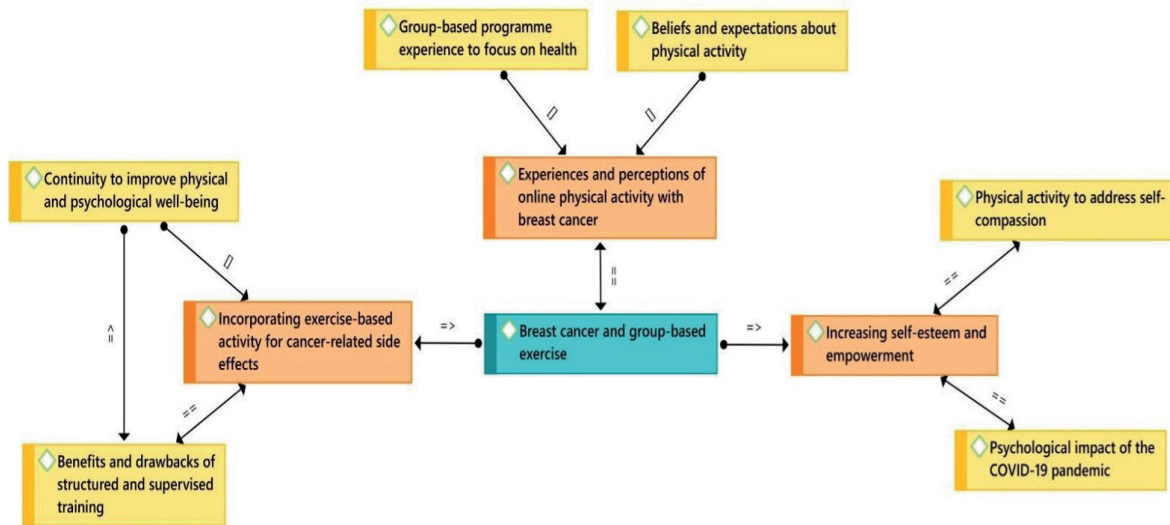 Group-based programme
experience to focus on health
Beliefs and expectations about
physical activity
[]
[]
Continuity to improve physical
and psychological well-being
Experiences and perceptions of
online physical activity with
breast cancer
Physical activity to address self-
compassion
[]
==
==
=>
Incorporating exercise-based
activity for cancer-related side
effects
=>
Breast cancer and group-based
exercise
=>
Increasing self-esteem and
empowerment
==
==
Benefits and drawbacks of
structured and supervised
training
Psychological impact of the
COVID-19 pandemic